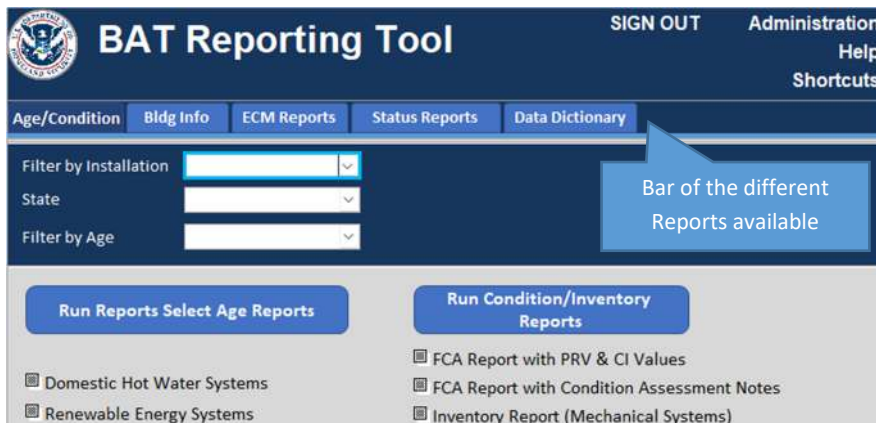 BAT Reporting Tool
SIGN OUT
Administration
Help
Shortcuts
Age/Condition Bldg Info ECM Reports Status Reports Data Dictionary
Filter by Installation
State
Filter by Age
Bar of the different
Reports available
Run Reports Select Age Reports
Domestic Hot Water Systems
Renewable Energy Systems
Run Condition/Inventory
Reports
FCA Report with PRV & CI Values
FCA Report with Condition Assessment Notes
Inventory Report (Mechanical Systems)